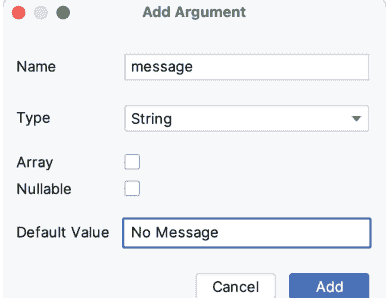 Add Argument
Name message
Type String
Array
Nullable
Default Value No Message
Cancel Add